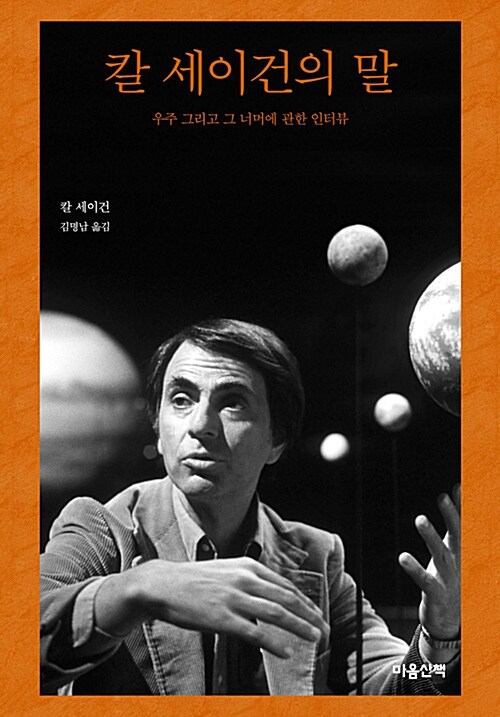 칼 세이건의 말
우주 그리고 그 너머에 관한 인터뷰
칼 세이건
김명남 옮김
마음산책